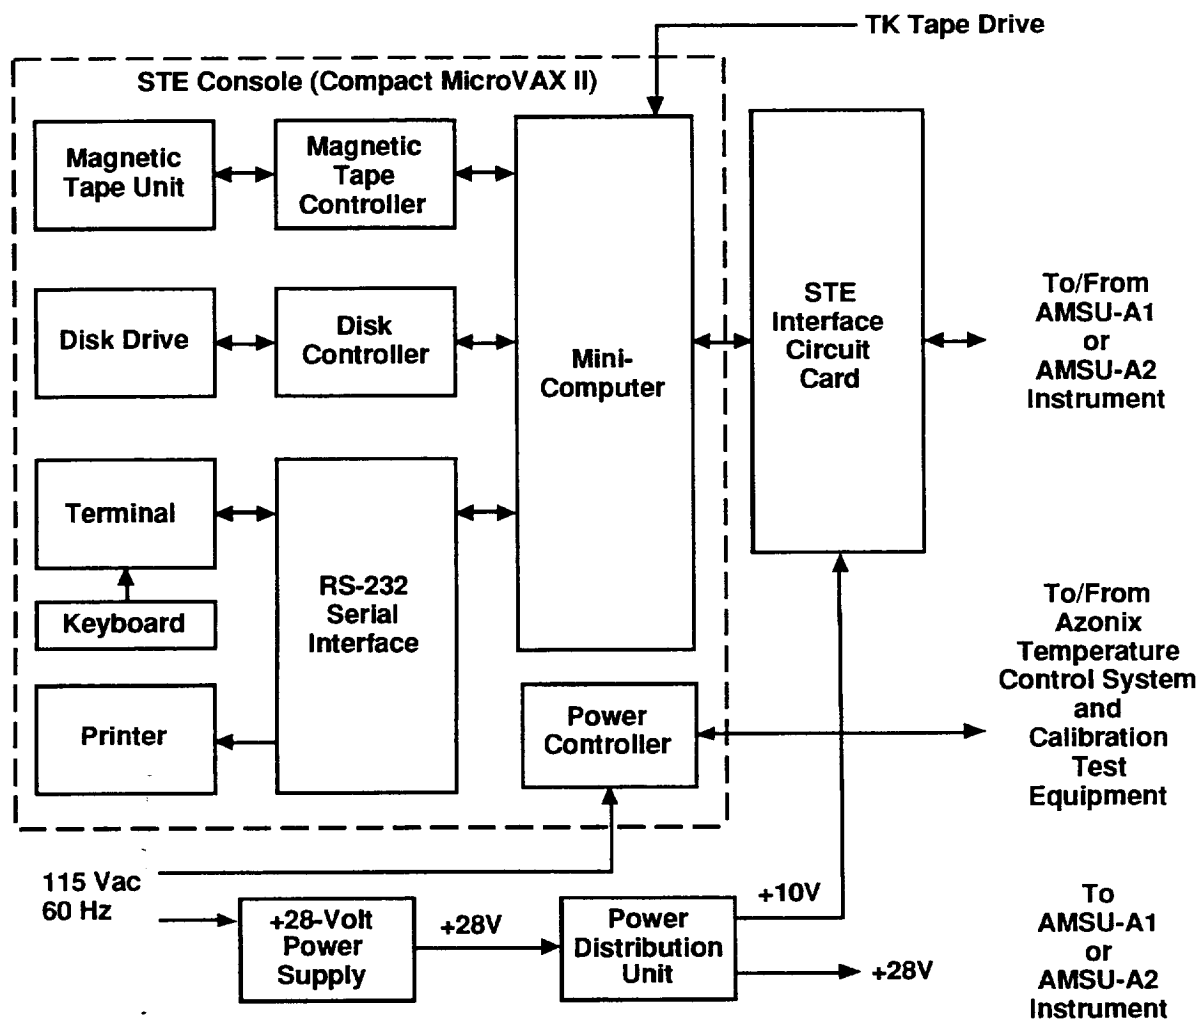 TK Tape Drive
STE Console (Compact MicroVAX II)
Magnetic
Tape Unit
Magnetic
Tape
Controller
Disk Drive
Disk
Controller
Mini-
Computer
STE
Interface
Circuit
Card
To/From
AMSU-A1
or
AMSU-A2
Instrument
Terminal
Keyboard
RS-232
Serial
Interface
Printer
Power
Controller
To/From
Azonix
Temperature
Control System
and
Calibration
Test
Equipment
115 Vac
60 Hz
+28-Volt
Power
Supply
+28V
Power
Distribution
Unit
+10V
+28V
To
AMSU-A1
or
AMSU-A2
Instrument